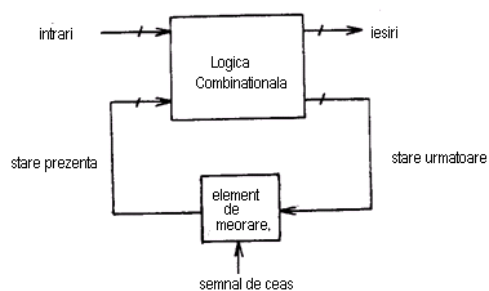 intrari
iesiri
Logica
Combinationala
stare prezenta
stare urmatoare
element
de
meorare,
semnal de ceas